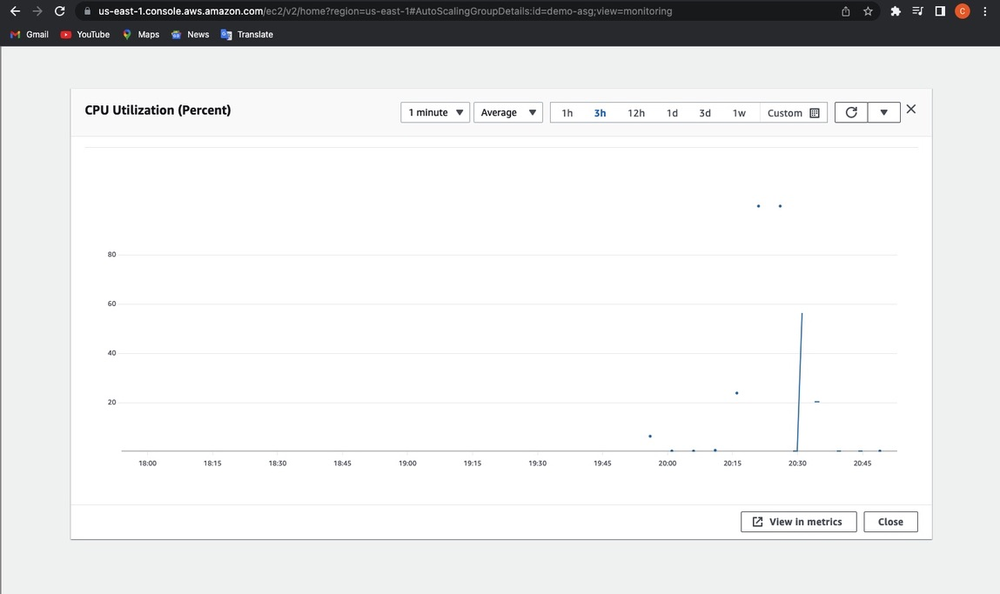 us-east-1.console.aws.amazon.com/ec2/v2/home?region=us-east-1#AutoScalingGroupDetails:id=demo-asg;view=monitoring
C
Gmail YouTube Maps News Translate
CPU Utilization (Percent) 1 minute Average 1h 3h 12h 1d 3d 1w Custom
80
60
40
20
18:00 18:15 18:30 18:45 19:00 19:15 19:30 19:45 20:00 20:15 20:30 20:45
View in metrics Close